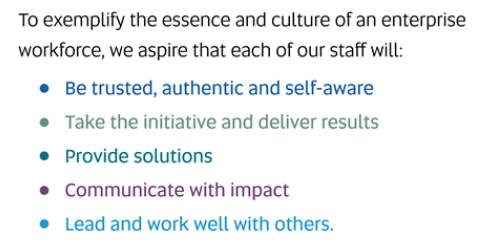 To exemplify the essence and culture of an enterprise
workforce, we aspire that each of our staff will:
• Be trusted, authentic and self-aware
• Take the initiative and deliver results
• Provide solutions
• Communicate with impact
• Lead and work well with others.